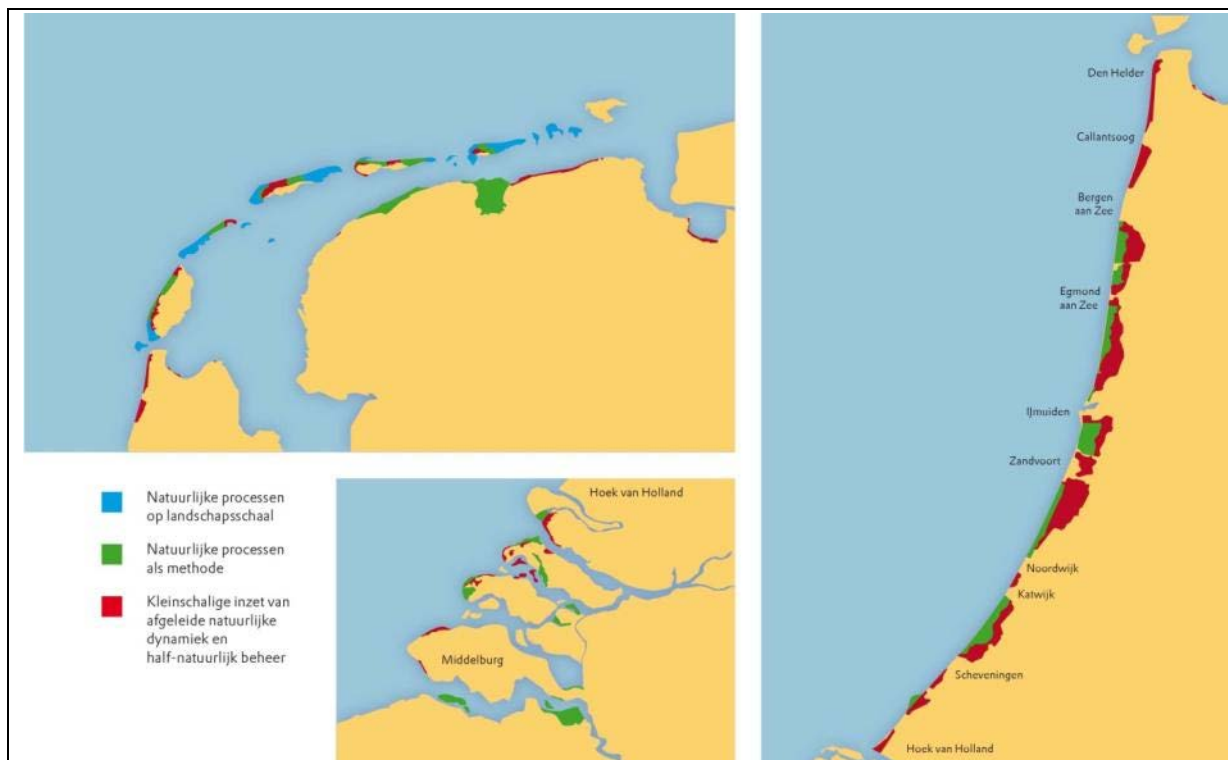 Den Helder
Callantsoog
Bergen
aan Zee
Egmond
aan Zee
IJmuiden
Zandvoort
Noordwijk
Katwijk
Scheveningen
Hoek van Holland
Natuurlijke processen
op landschapsschaal
Natuurlijke processen
als methode
Kleinschalige inzet van
afgeleide natuurlijke
dynamiek en
half-natuurlijk beheer
Hoek van Holland
Middelburg